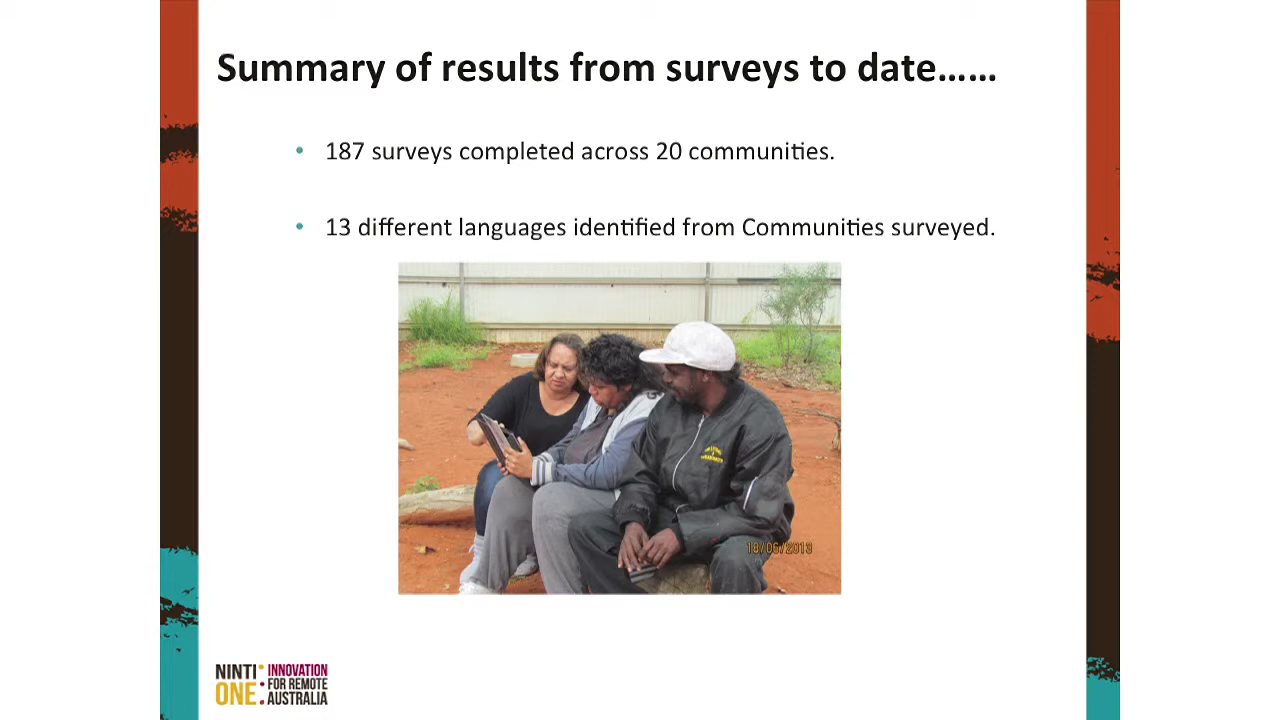 Summary of results from surveys to date......
• 187 surveys completed across 20 communities.
• 13 different languages identified from Communities surveyed.
18/06/2013
NINTI ONE: INNOVATION
FOR REMOTE
AUSTRALIA